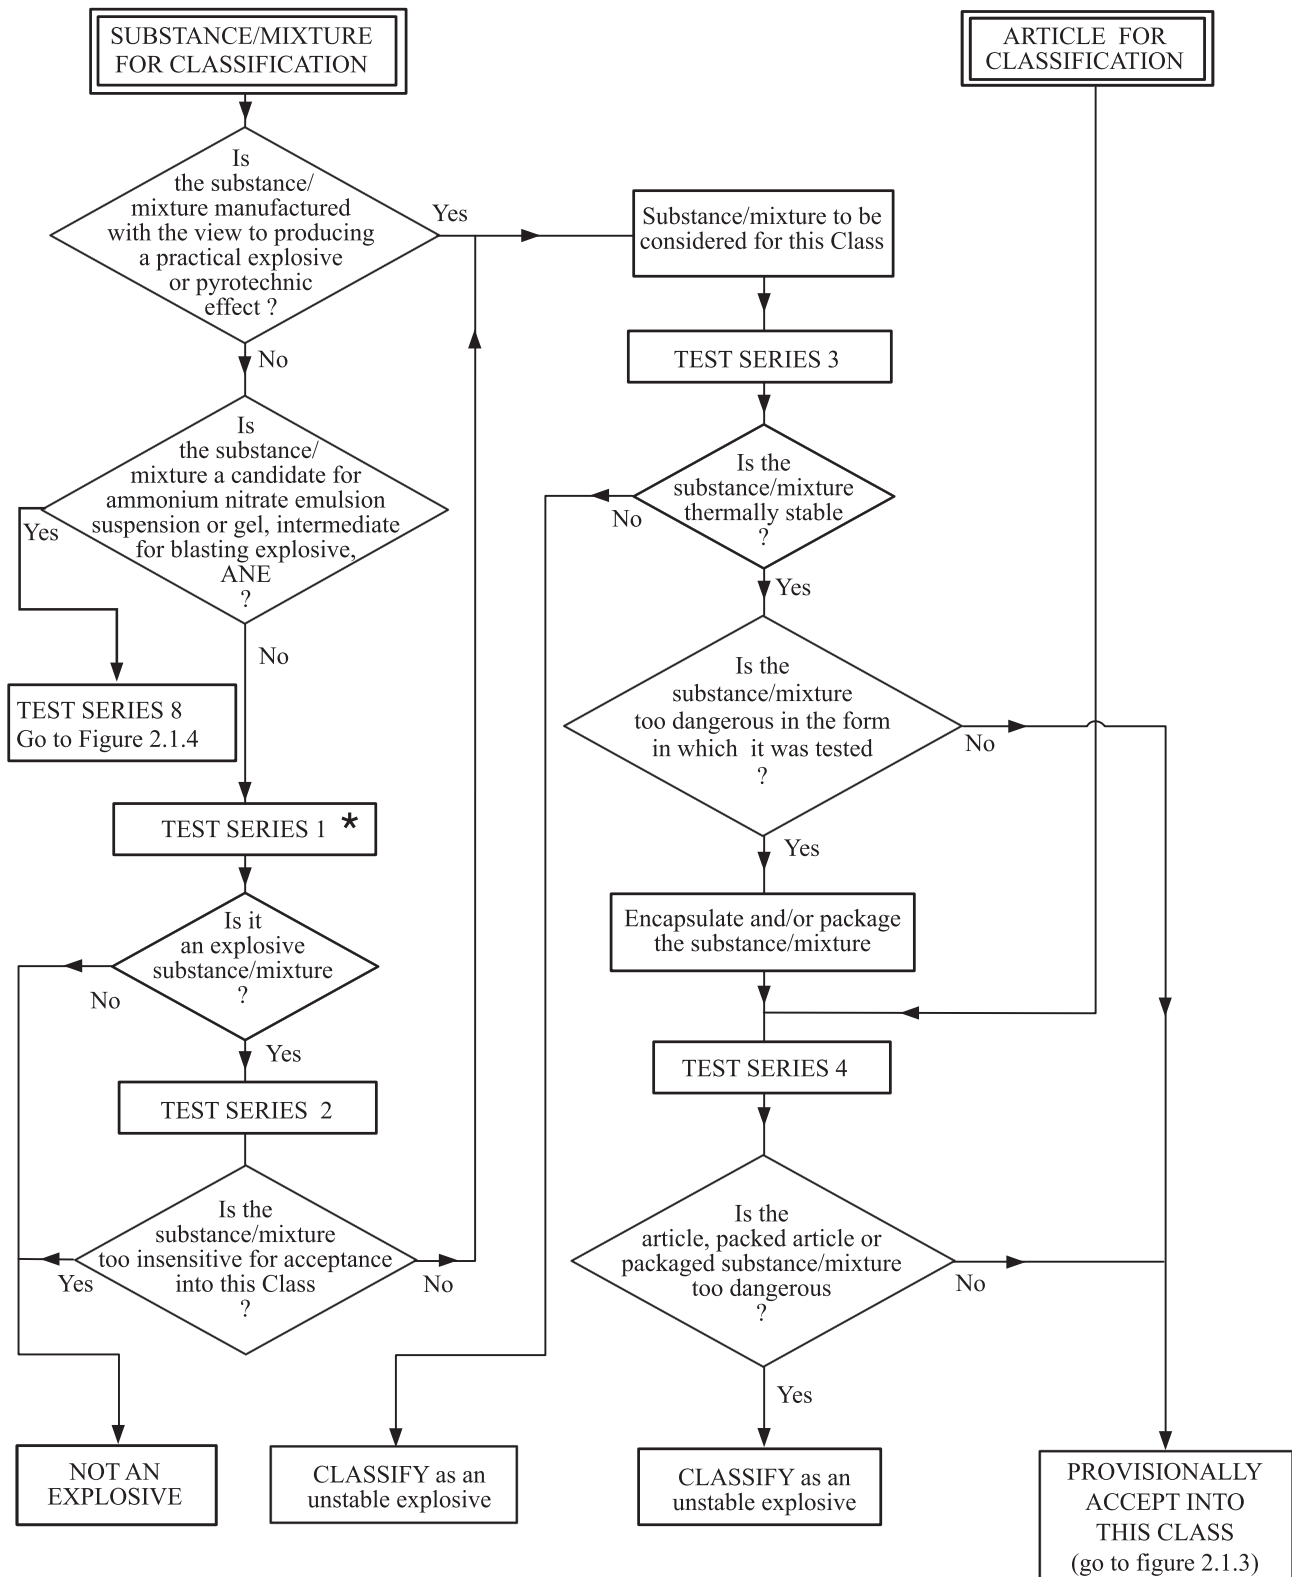 SUBSTANCE/MIXTURE
FOR CLASSIFICATION
ARTICLE FOR
CLASSIFICATION
Is
the substance/
mixture manufactured
with the view to producing
a practical explosive
or pyrotechnic
effect ?
Yes
No
Substance/mixture to be
considered for this Class
TEST SERIES 3
Is
the substance/
mixture a candidate for
ammonium nitrate emulsion
suspension or gel, intermediate
for blasting explosive,
ANE
?
Yes
No
Is the
substance/mixture
thermally stable
?
No
Yes
TEST SERIES 8
Go to Figure 2.1.4
Is the
substance/mixture
too dangerous in the form
in which it was tested
?
No
Yes
TEST SERIES 1 *
Is it
an explosive
substance/mixture
?
No
Yes
Encapsulate and/or package
the substance/mixture
TEST SERIES 4
TEST SERIES 2
Is the
substance/mixture
too insensitive for acceptance
into this Class
?
Yes
No
Is the
article, packed article or
packaged substance/mixture
too dangerous
?
No
Yes
NOT AN
EXPLOSIVE
CLASSIFY as an
unstable explosive
CLASSIFY as an
unstable explosive
PROVISIONALLY
ACCEPT INTO
THIS CLASS
(go to figure 2.1.3)